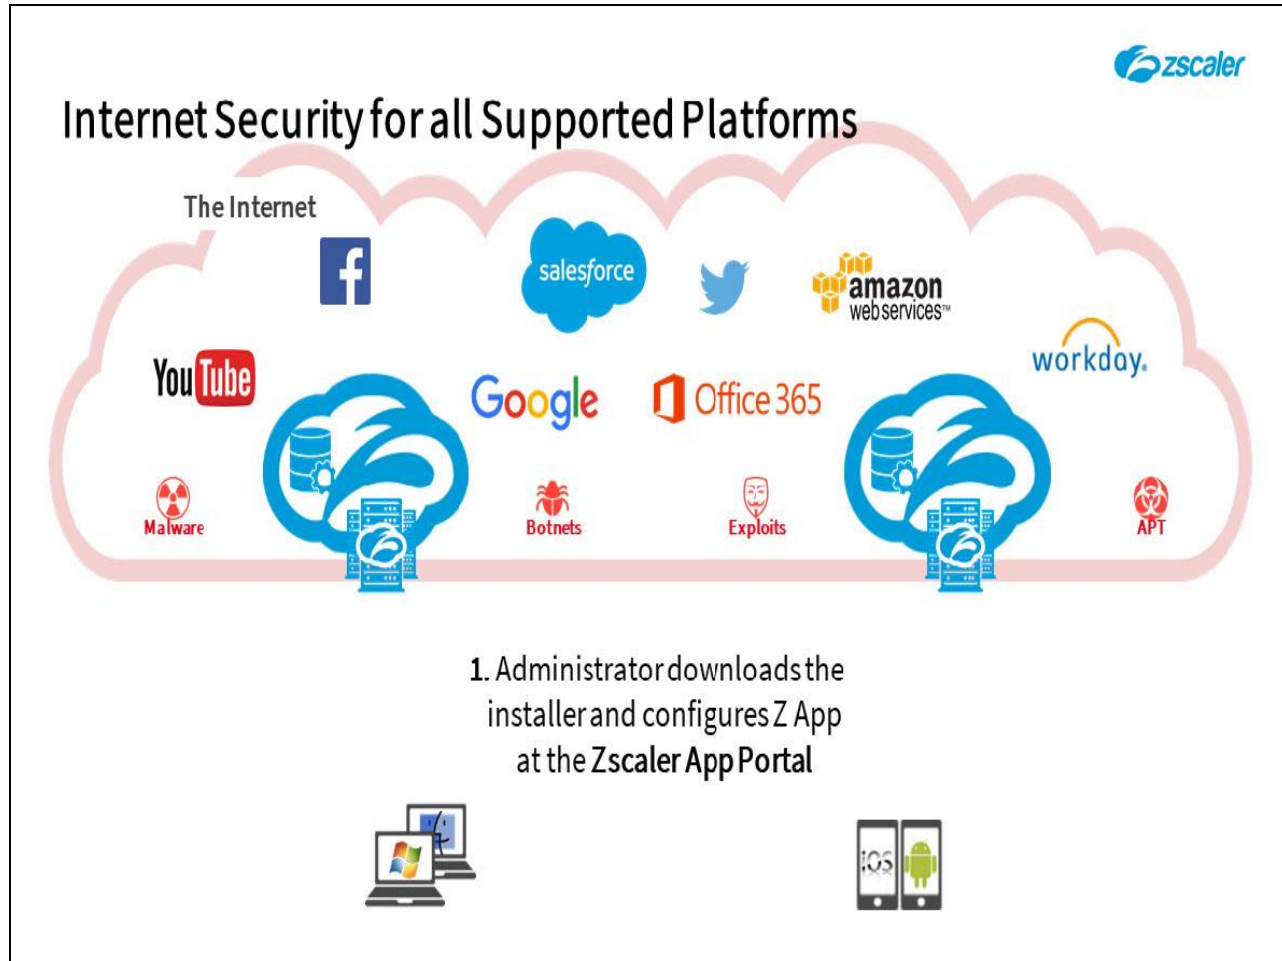 zscaler
Internet Security for all Supported Platforms
The Internet
salesforce
amazon
web services™
workday.
YouTube
Google
Office 365
Malware
Botnets
Exploits
APT
1. Administrator downloads the
installer and configures Z App
at the Zscaler App Portal
iOS